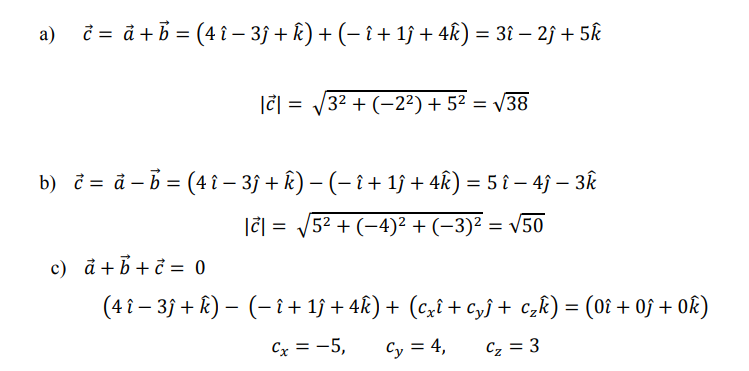 a) c⃗ = a⃗ + b⃗ = (4 î – 3ĵ + k̂) + (– î + 1ĵ + 4k̂) = 3î – 2ĵ + 5k̂
|c⃗| = √(3² + (–2²) + 5²) = √38
b) c⃗ = a⃗ – b⃗ = (4 î – 3ĵ + k̂) – (– î + 1ĵ + 4k̂) = 5 î – 4ĵ – 3k̂
|c⃗| = √(5² + (–4)² + (–3)²) = √50
c) a⃗ + b⃗ + c⃗ = 0
(4 î – 3ĵ + k̂) – (– î + 1ĵ + 4k̂) + (cₓî + c_yĵ + c_zk̂) = (0î + 0ĵ + 0k̂)
cₓ = –5, c_y = 4, c_z = 3